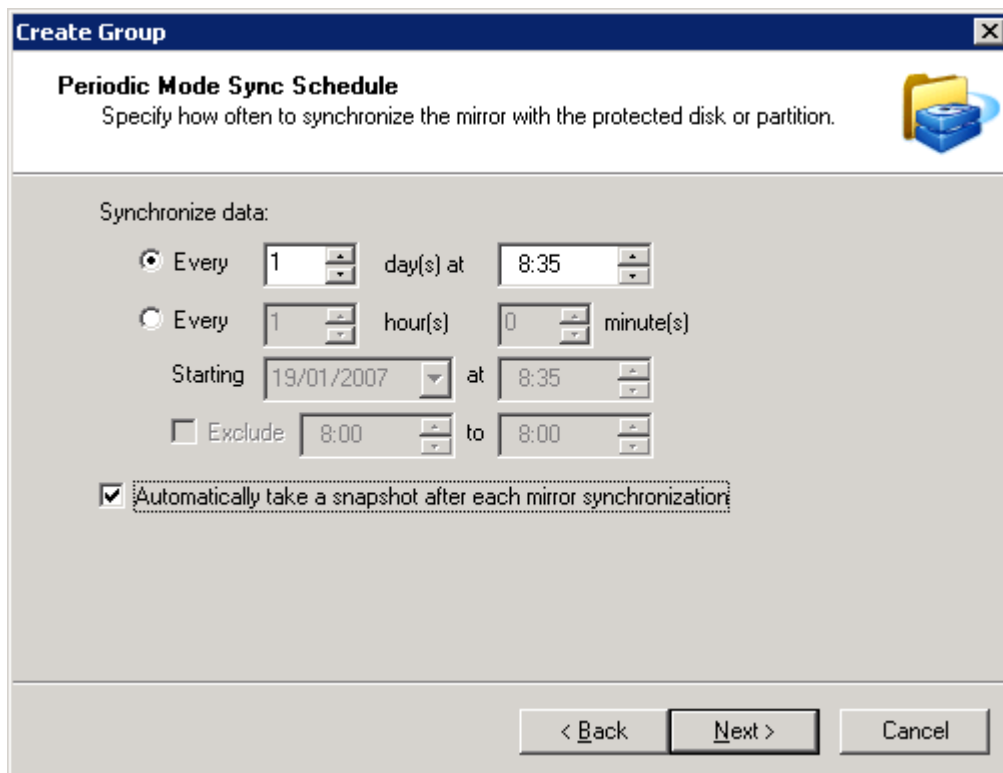 Create Group
Periodic Mode Sync Schedule
Specify how often to synchronize the mirror with the protected disk or partition.
Synchronize data:
Every 1 day(s) at 8:35
Every 1 hour(s) 0 minute(s)
Starting 19/01/2007 at 8:35
Exclude 8:00 to 8:00
Automatically take a snapshot after each mirror synchronization
< Back Next > Cancel